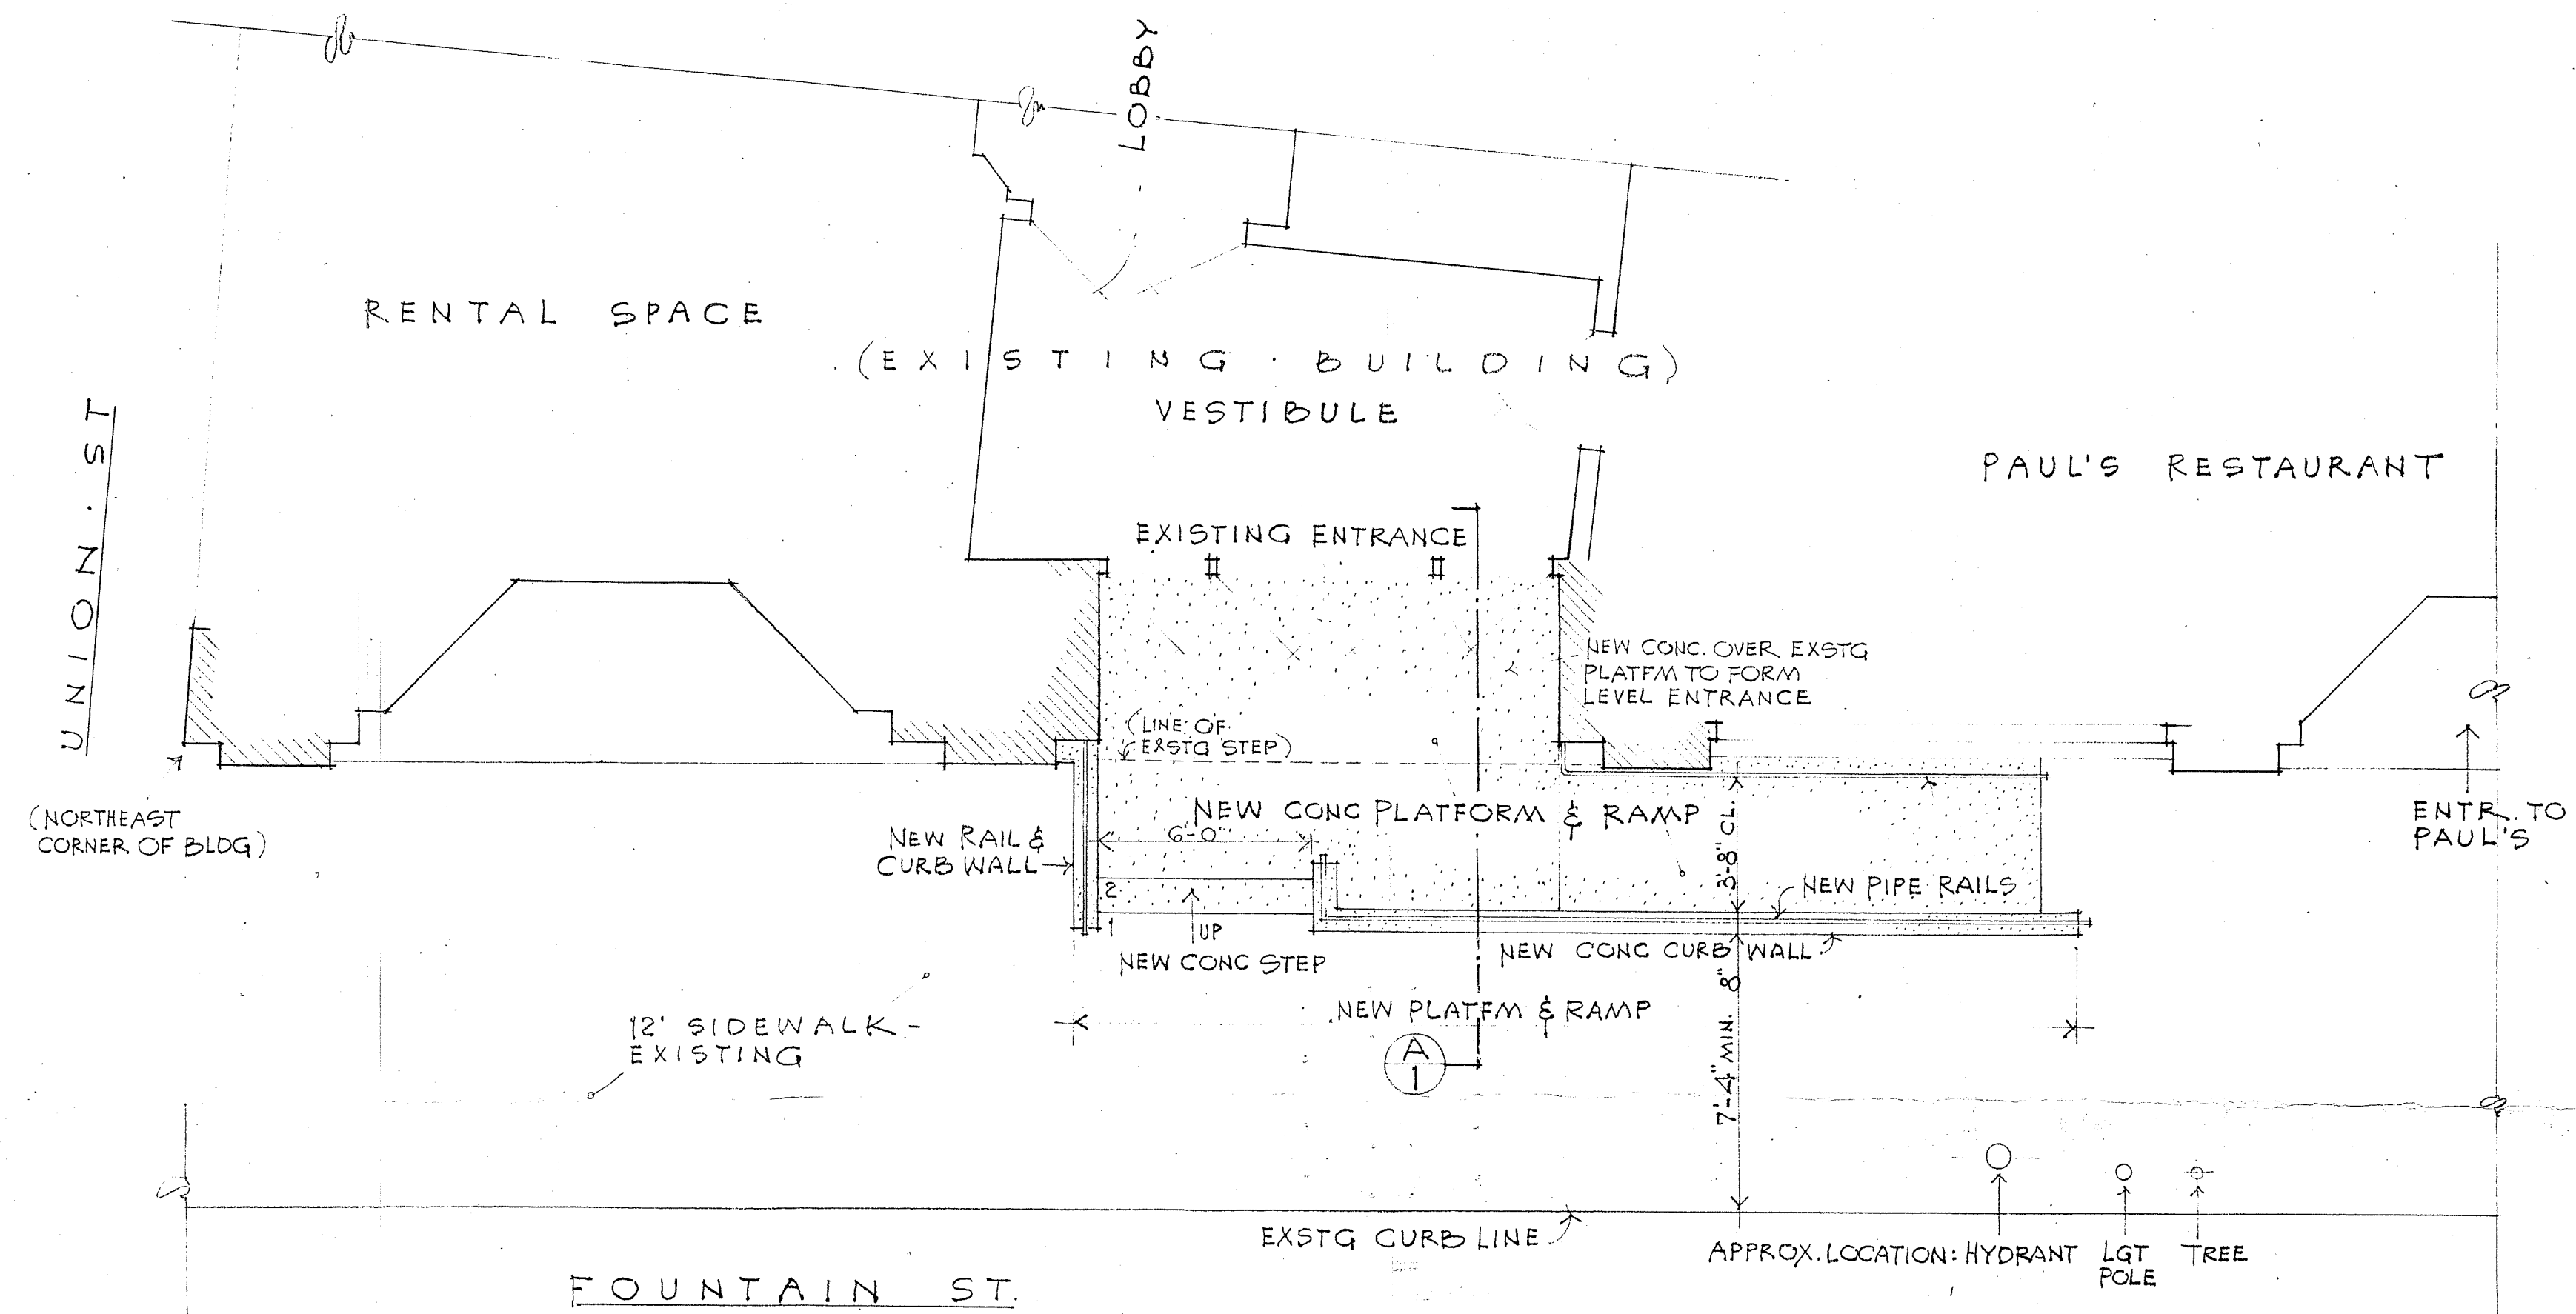 LOBBY
RENTAL SPACE
(EXISTING · BUILDING)
VESTIBULE
UNION · ST
PAUL'S RESTAURANT
EXISTING ENTRANCE
NEW CONC. OVER EXSTG
PLATFM TO FORM
LEVEL ENTRANCE
(LINE OF
EXSTG STEP)
(NORTHEAST
CORNER OF BLDG)
NEW CONC PLATFORM & RAMP
6'-0"
NEW RAIL &
CURB WALL
3'-8" CL.
ENTR. TO
PAUL'S
2
1
UP
NEW PIPE RAILS
NEW CONC STEP
NEW CONC CURB WALL
8"
12' SIDEWALK -
EXISTING
NEW PLATFM & RAMP
A
1
7'-4" MIN.
EXSTG CURB LINE
APPROX. LOCATION: HYDRANT
LGT
POLE
TREE
FOUNTAIN ST.